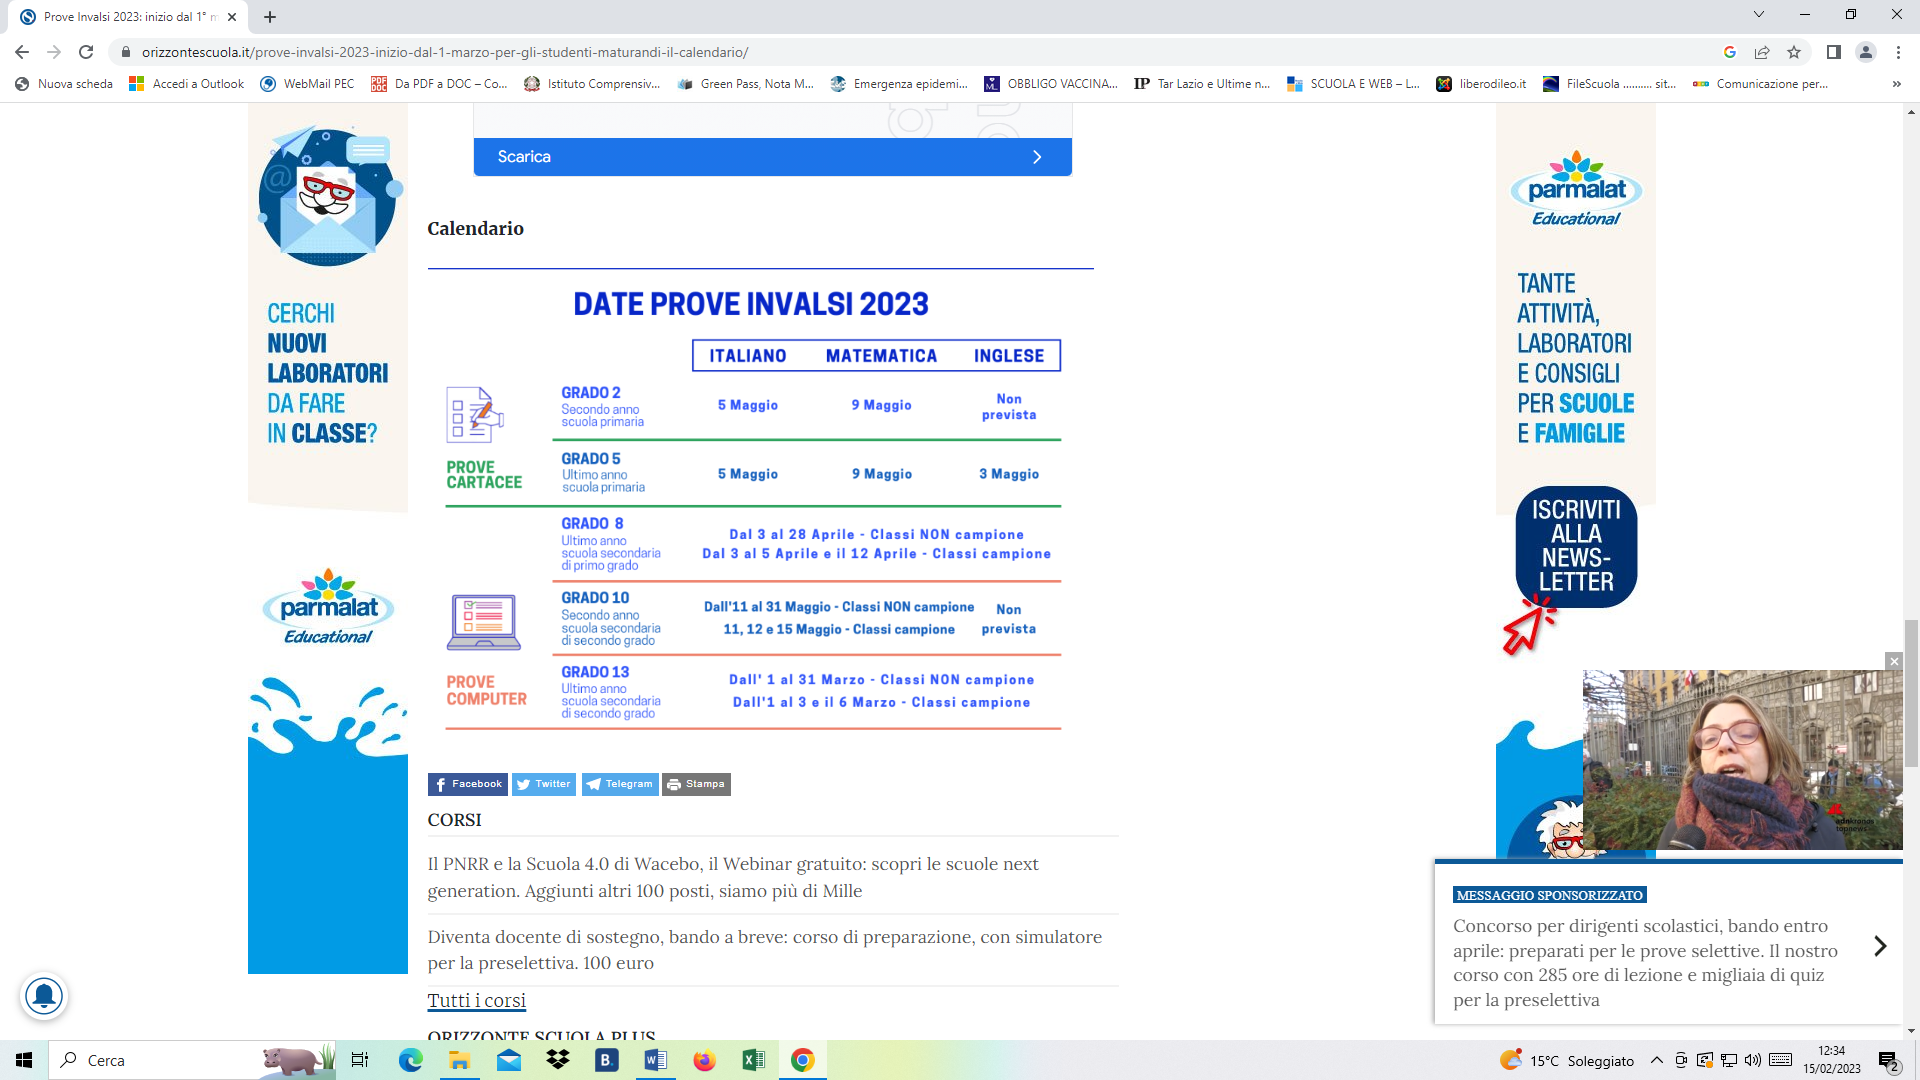 Prove Invalsi 2023: inizio dal 1° m
orizzontescuola.it/prove-invalsi-2023-inizio-dal-1-marzo-per-gli-studenti-maturandi-il-calendario/
Nuova scheda
Accedi a Outlook
WebMail PEC
Da PDF a DOC – Co...
Istituto Comprensiv...
Green Pass, Nota M...
Emergenza epidemi...
OBBLIGO VACCINA...
IP Tar Lazio e Ultime n...
SCUOLA E WEB – L...
liberodileo.it
FileScuola .......... sit...
Comunicazione per...
»
CERCHI
NUOVI
LABORATORI
DA FARE
IN CLASSE?
parmalat
Educational
Scarica
Calendario
DATE PROVE INVALSI 2023
ITALIANO MATEMATICA INGLESE
GRADO 2
Secondo anno
scuola primaria
5 Maggio 9 Maggio Non
prevista
PROVE
CARTACEE
GRADO 5
Ultimo anno
scuola primaria
5 Maggio 9 Maggio 3 Maggio
GRADO 8
Ultimo anno
scuola secondaria
di primo grado
Dal 3 al 28 Aprile - Classi NON campione
Dal 3 al 5 Aprile e il 12 Aprile - Classi campione
GRADO 10
Secondo anno
scuola secondaria
di secondo grado
Dall'11 al 31 Maggio - Classi NON campione
11, 12 e 15 Maggio - Classi campione
Non
prevista
PROVE
COMPUTER
GRADO 13
Ultimo anno
scuola secondaria
di secondo grado
Dall' 1 al 31 Marzo - Classi NON campione
Dall'1 al 3 e il 6 Marzo - Classi campione
Facebook Twitter Telegram Stampa
CORSI
Il PNRR e la Scuola 4.0 di Wacebo, il Webinar gratuito: scopri le scuole next
generation. Aggiunti altri 100 posti, siamo più di Mille
Diventa docente di sostegno, bando a breve: corso di preparazione, con simulatore
per la preselettiva. 100 euro
Tutti i corsi
ORIZZONTE SCUOLA PLUS
parmalat
Educational
TANTE
ATTIVITÀ,
LABORATORI
E CONSIGLI
PER SCUOLE
E FAMIGLIE
ISCRIVITI
ALLA
NEWS-
LETTER
adnkronos
topnews
MESSAGGIO SPONSORIZZATO
Concorso per dirigenti scolastici, bando entro
aprile: preparati per le prove selettive. Il nostro
corso con 285 ore di lezione e migliaia di quiz
per la preselettiva
Cerca
B.
15°C Soleggiato
12:34
15/02/2023
2